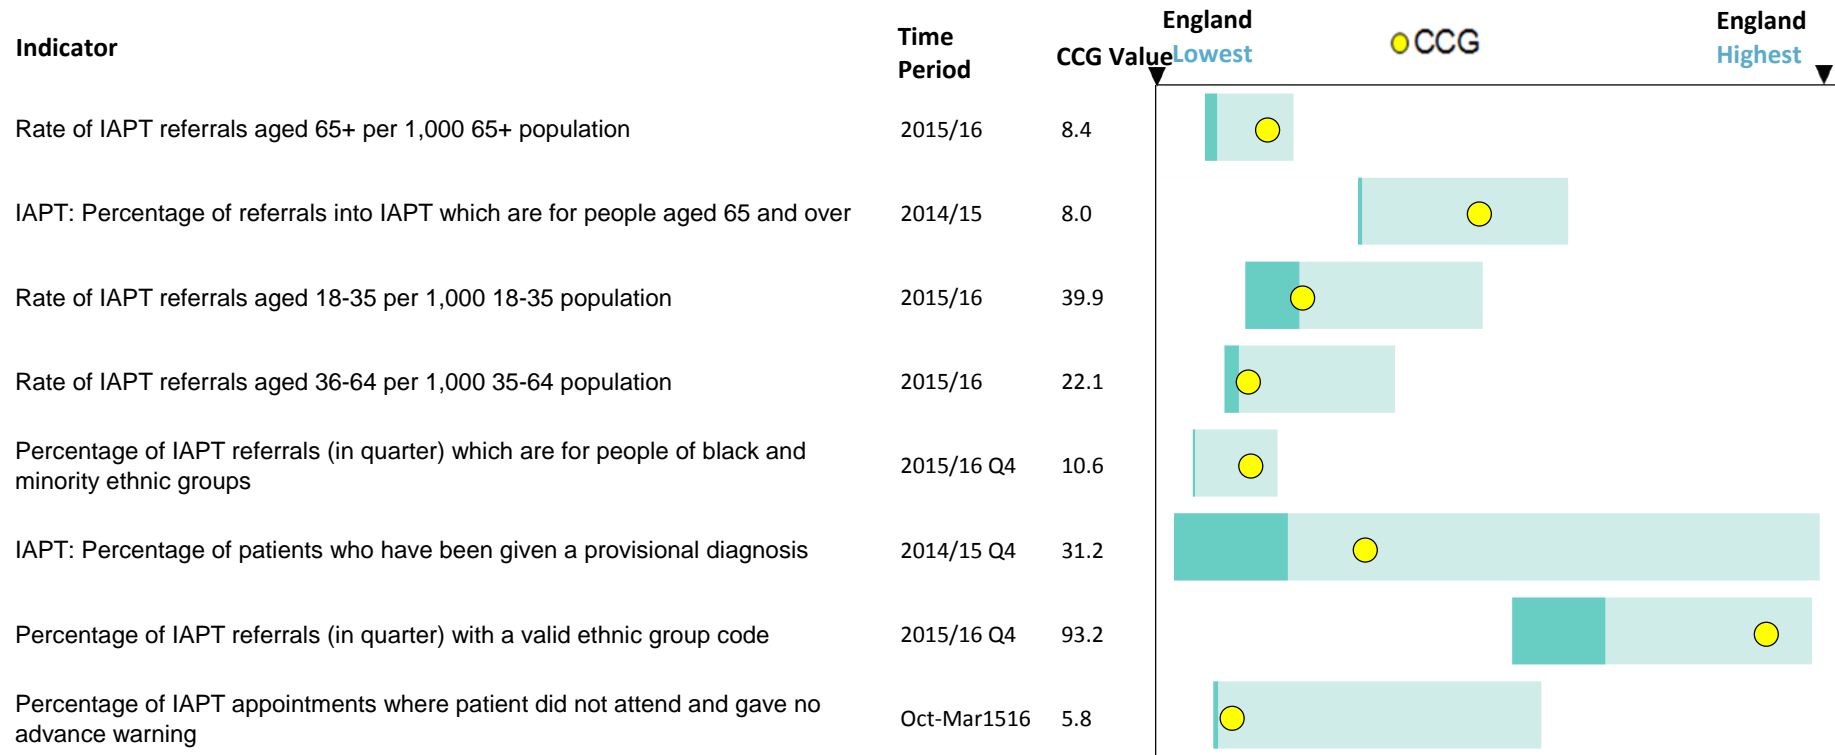 Indicator
Time
Period
CCG Value
England
Lowest
CCG
England
Highest
Rate of IAPT referrals aged 65+ per 1,000 65+ population 2015/16 8.4
IAPT: Percentage of referrals into IAPT which are for people aged 65 and over 2014/15 8.0
Rate of IAPT referrals aged 18-35 per 1,000 18-35 population 2015/16 39.9
Rate of IAPT referrals aged 36-64 per 1,000 35-64 population 2015/16 22.1
Percentage of IAPT referrals (in quarter) which are for people of black and
minority ethnic groups
2015/16 Q4 10.6
IAPT: Percentage of patients who have been given a provisional diagnosis 2014/15 Q4 31.2
Percentage of IAPT referrals (in quarter) with a valid ethnic group code 2015/16 Q4 93.2
Percentage of IAPT appointments where patient did not attend and gave no
advance warning
Oct-Mar1516 5.8